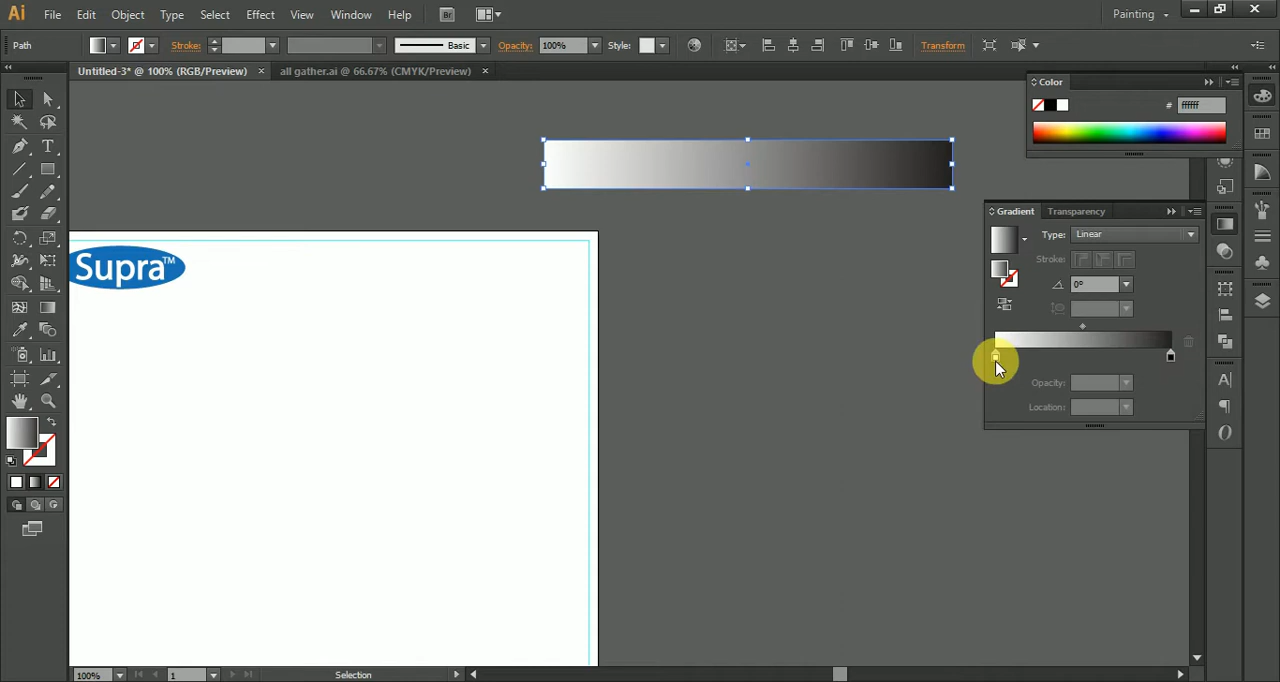 Ai File Edit Object Type Select Effect View Window Help Br Painting
Path Stroke: Basic Opacity: 100% Style: Transform
Untitled-3* @ 100% (RGB/Preview) × all gather.ai @ 66.67% (CMYK/Preview) ×
Color
# ffffff
Gradient Transparency
Type: Linear
Stroke:
0°
Opacity:
Location:
Supra™
100% 1 Selection